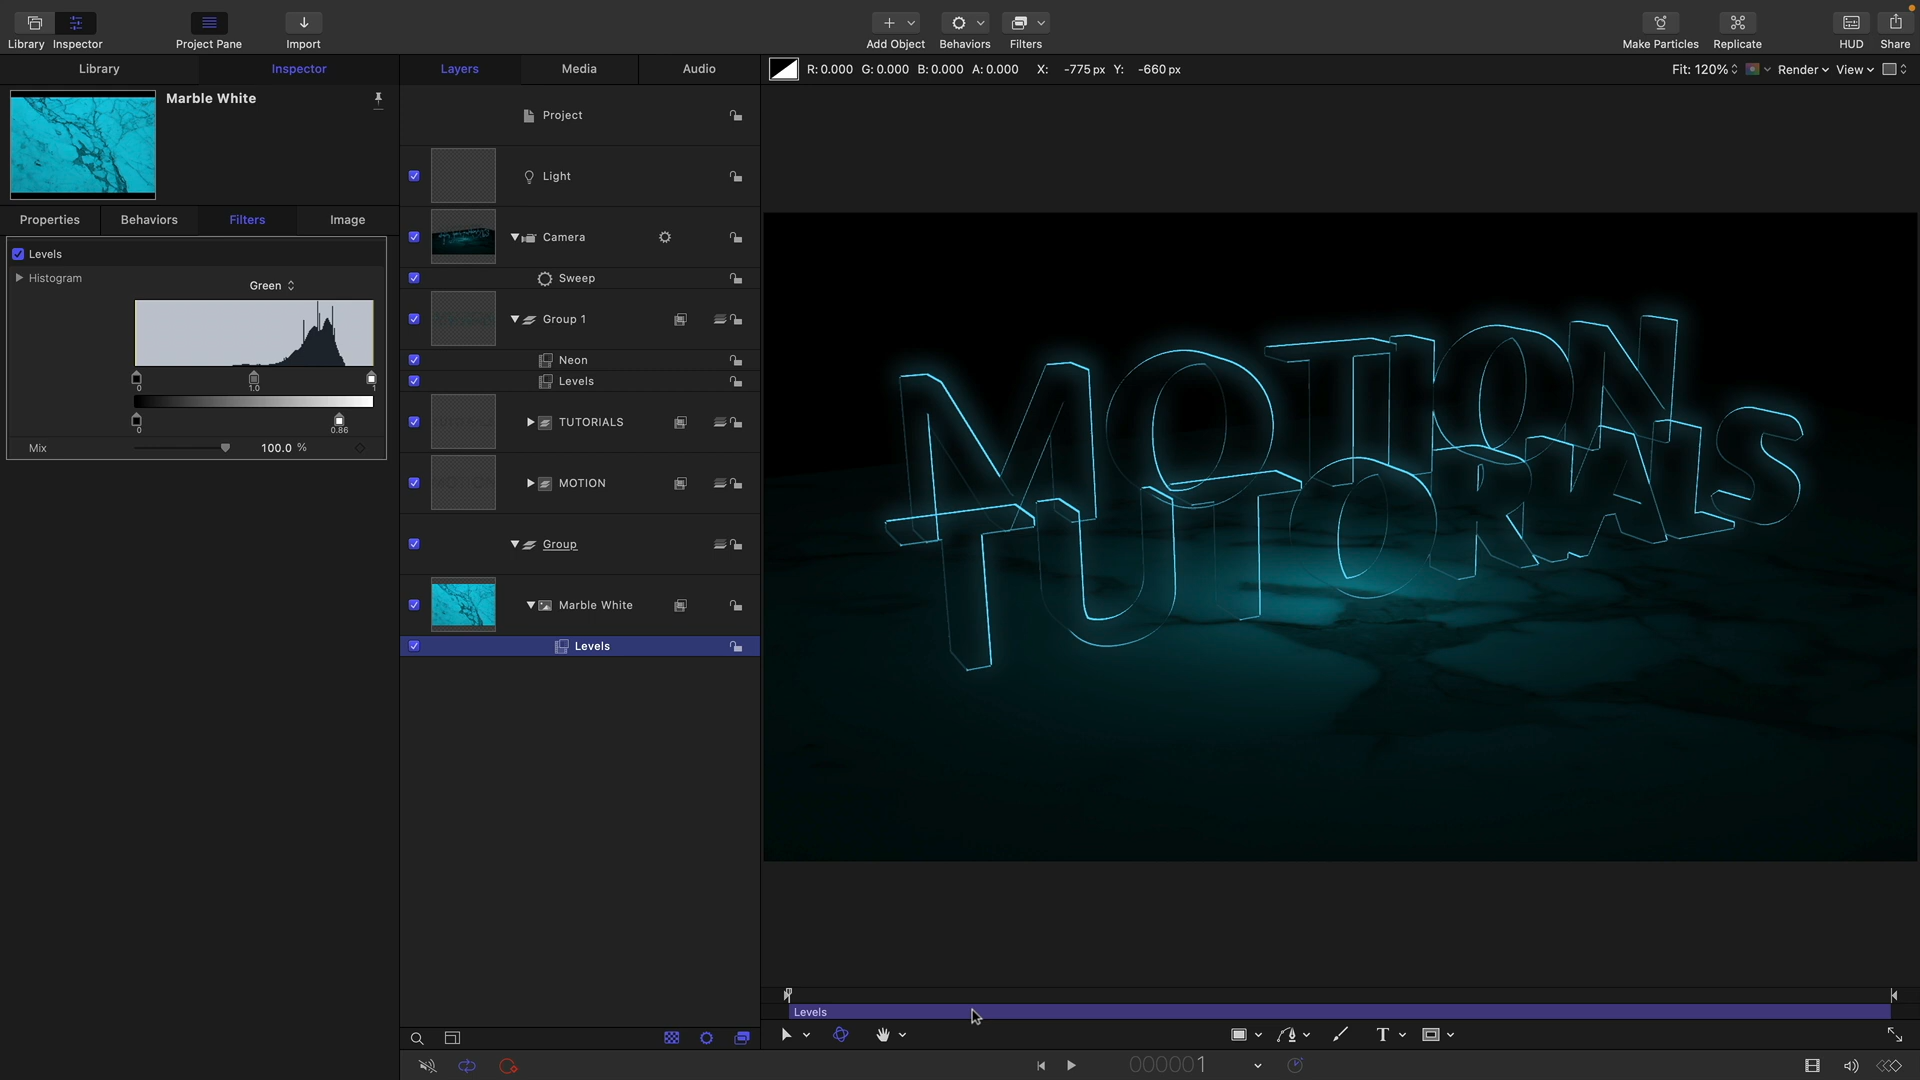 Library Inspector
Project Pane
Import
Add Object
Behaviors
Filters
Make Particles
Replicate
HUD
Share
Library
Inspector
Layers
Media
Audio
R: 0.000 G: 0.000 B: 0.000 A: 0.000 X: -775 px Y: -660 px
Fit: 120%
Render
View
Marble White
Properties
Behaviors
Filters
Image
Levels
Histogram
Green
0
1.0
1
0
0.86
Mix
100.0 %
Project
Light
Camera
Sweep
Group 1
Neon
Levels
TUTORIALS
MOTION
Group
Marble White
Levels
MOTION
TUTORIALS
Levels
T
000001